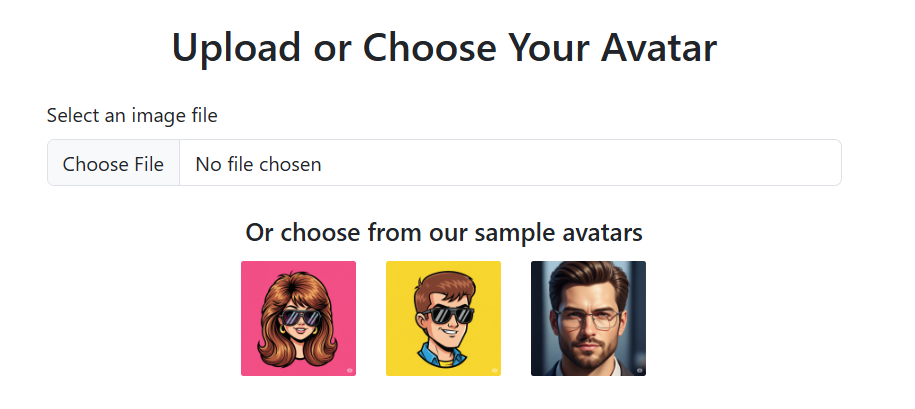 Upload or Choose Your Avatar
Select an image file
Choose File No file chosen
Or choose from our sample avatars